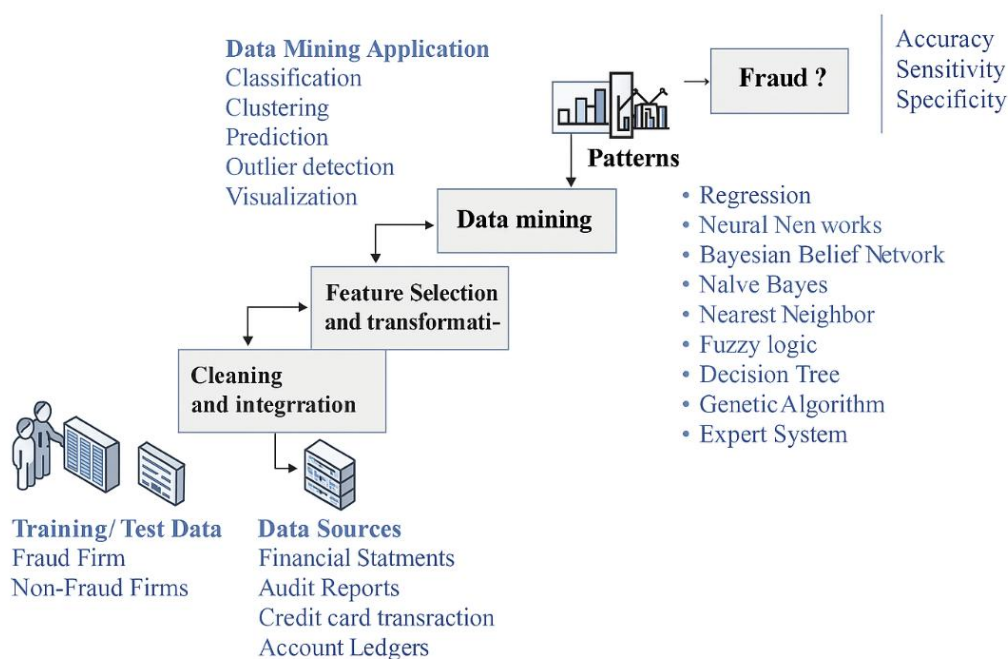 Data Mining Application
Classification
Clustering
Prediction
Outlier detection
Visualization
Patterns
Fraud ?
Accuracy
Sensitivity
Specificity
Data mining
Feature Selection
and transformati-
Cleaning
and integrration
• Regression
• Neural Nen works
• Bayesian Belief Netvork
• Nalve Bayes
• Nearest Neighbor
• Fuzzy logic
• Decision Tree
• Genetic Algorithm
• Expert System
Training/ Test Data
Fraud Firm
Non-Fraud Firms
Data Sources
Financial Statments
Audit Reports
Credit card transraction
Account Ledgers